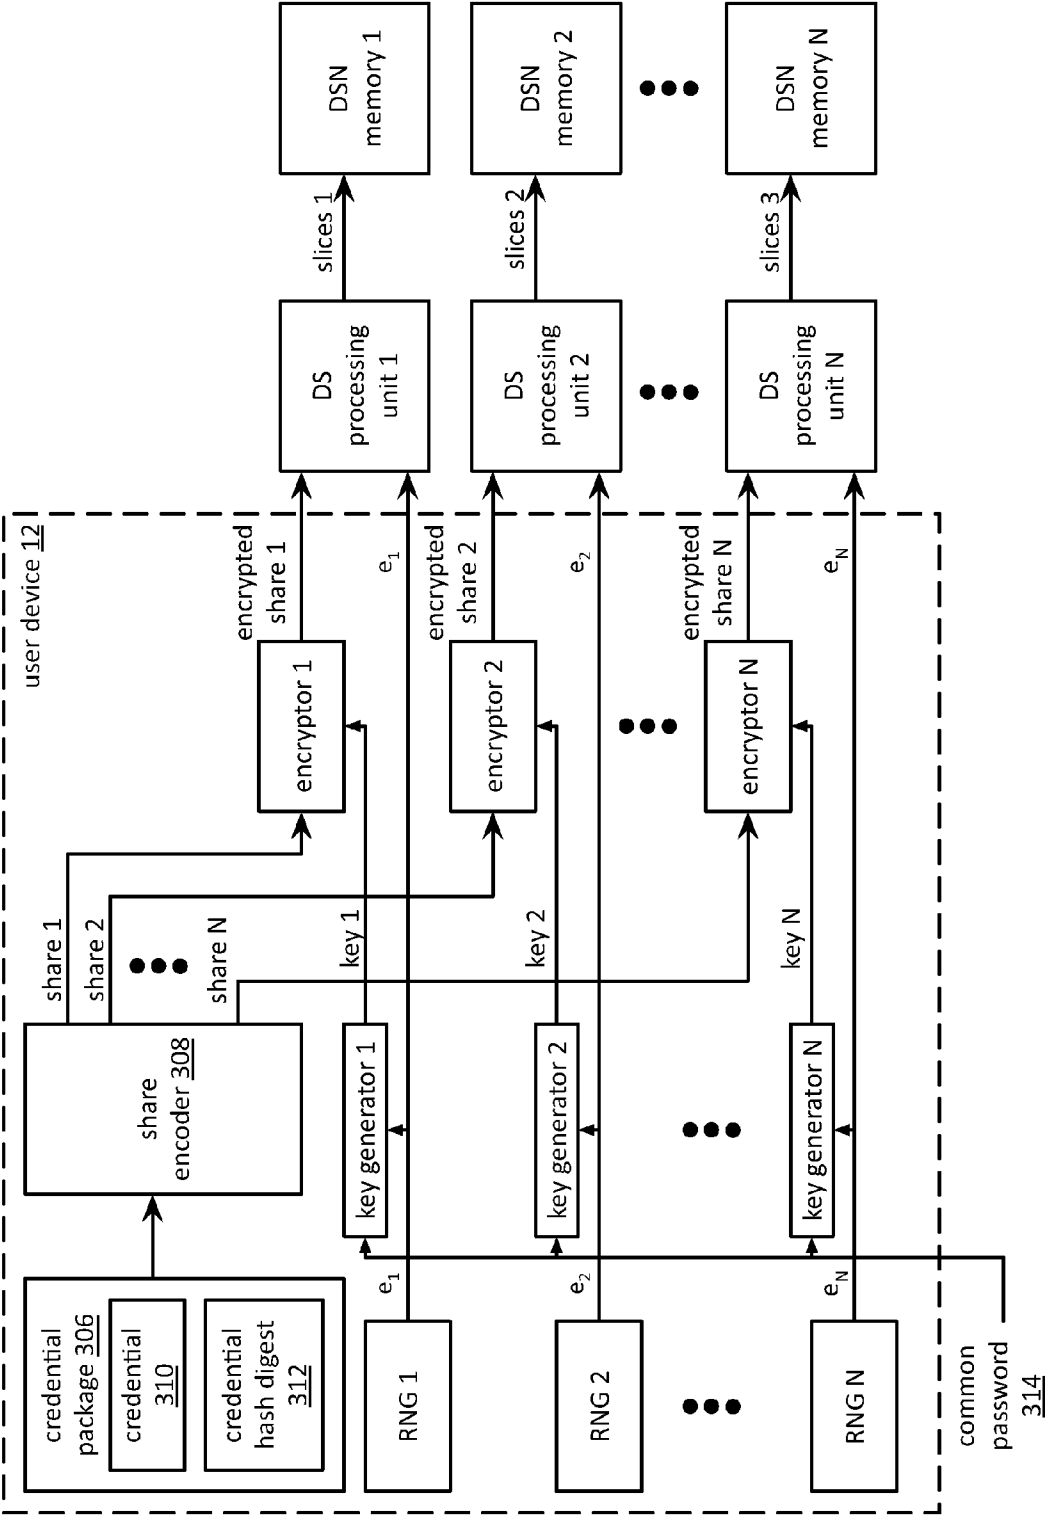 user device 12
credential
package 306
credential
310
credential
hash digest
312
share
encoder 308
share 1
share 2
share N
encryptor 1
encrypted
share 1
DS
processing
unit 1
slices 1
DSN
memory 1
RNG 1
e1
key generator 1
key 1
e1
encryptor 2
encrypted
share 2
DS
processing
unit 2
slices 2
DSN
memory 2
RNG 2
e2
key generator 2
key 2
e2
encryptor N
encrypted
share N
DS
processing
unit N
slices 3
DSN
memory N
RNG N
eN
key generator N
key N
eN
common
password
314